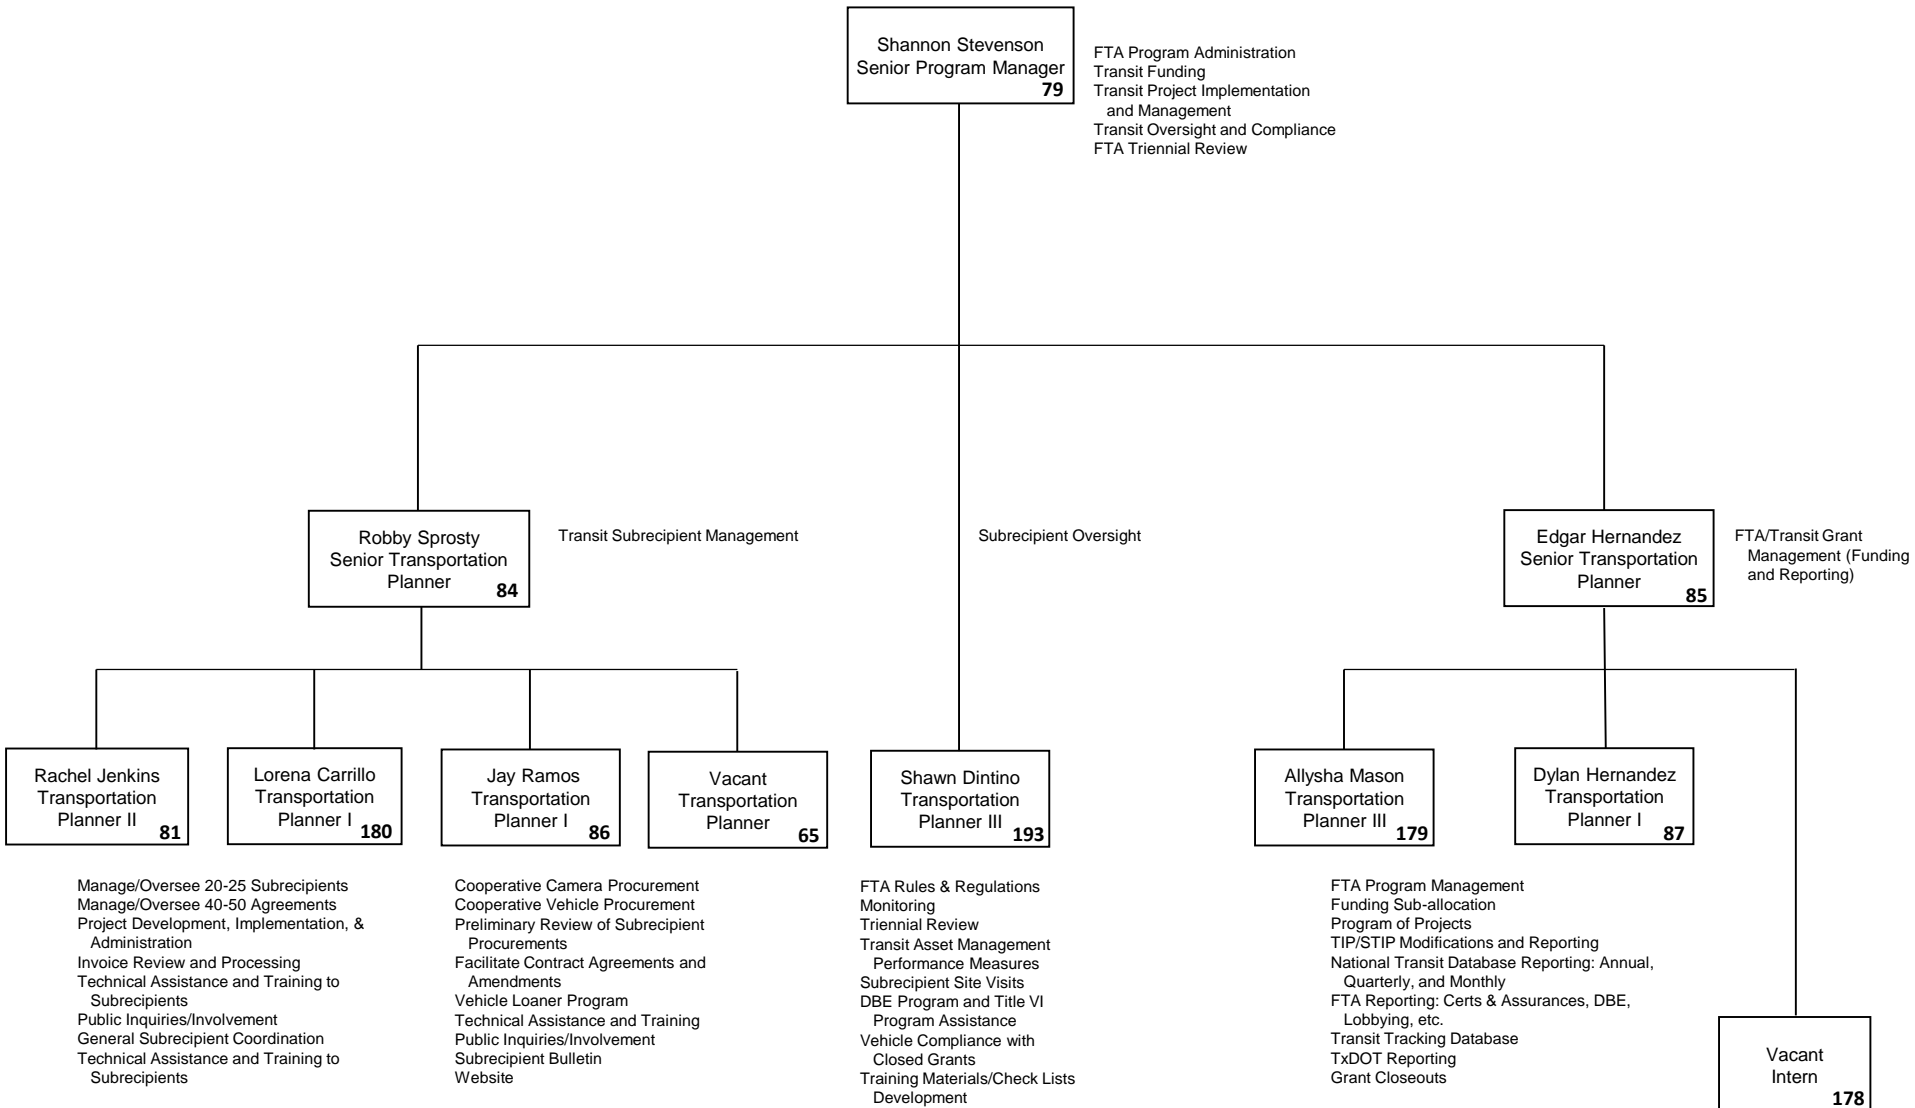 Shannon Stevenson
Senior Program Manager
79
FTA Program Administration
Transit Funding
Transit Project Implementation
and Management
Transit Oversight and Compliance
FTA Triennial Review
Robby Sprosty
Senior Transportation
Planner
84
Transit Subrecipient Management
Subrecipient Oversight
Edgar Hernandez
Senior Transportation
Planner
85
FTA/Transit Grant
Management (Funding
and Reporting)
Rachel Jenkins
Transportation
Planner II
81
Lorena Carrillo
Transportation
Planner I
180
Jay Ramos
Transportation
Planner I
86
Vacant
Transportation
Planner
65
Shawn Dintino
Transportation
Planner III
193
Allysha Mason
Transportation
Planner III
179
Dylan Hernandez
Transportation
Planner I
87
Manage/Oversee 20-25 Subrecipients
Manage/Oversee 40-50 Agreements
Project Development, Implementation, &
Administration
Invoice Review and Processing
Technical Assistance and Training to
Subrecipients
Public Inquiries/Involvement
General Subrecipient Coordination
Technical Assistance and Training to
Subrecipients
Cooperative Camera Procurement
Cooperative Vehicle Procurement
Preliminary Review of Subrecipient
Procurements
Facilitate Contract Agreements and
Amendments
Vehicle Loaner Program
Technical Assistance and Training
Public Inquiries/Involvement
Subrecipient Bulletin
Website
FTA Rules & Regulations
Monitoring
Triennial Review
Transit Asset Management
Performance Measures
Subrecipient Site Visits
DBE Program and Title VI
Program Assistance
Vehicle Compliance with
Closed Grants
Training Materials/Check Lists
Development
FTA Program Management
Funding Sub-allocation
Program of Projects
TIP/STIP Modifications and Reporting
National Transit Database Reporting: Annual,
Quarterly, and Monthly
FTA Reporting: Certs & Assurances, DBE,
Lobbying, etc.
Transit Tracking Database
TxDOT Reporting
Grant Closeouts
Vacant
Intern
178